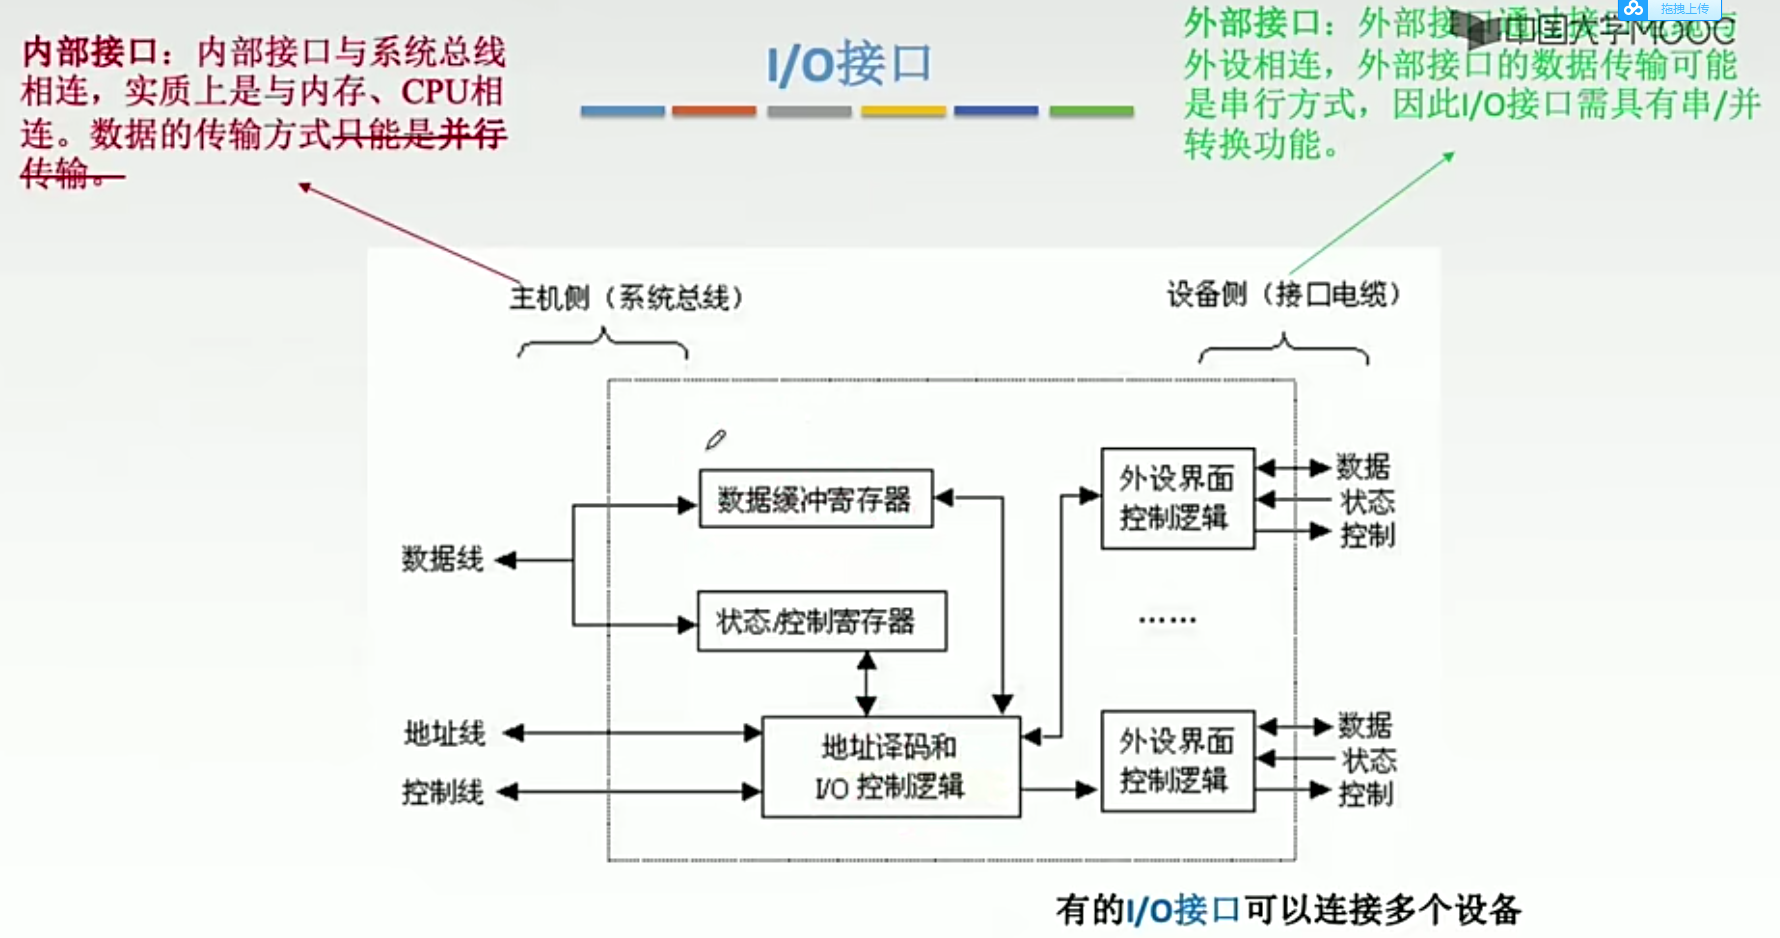 拖拽上传
中国大学MOOC
I/O接口
内部接口：内部接口与系统总线
相连，实质上是与内存、CPU相
连。数据的传输方式只能是并行
传输。
外部接口：外部接
外设相连，外部接口的数据传输可能
是串行方式，因此I/O接口需具有串/并
转换功能。
主机侧（系统总线）
设备侧（接口电缆）
数据缓冲寄存器
外设界面
控制逻辑
数据
状态
控制
数据线
状态/控制寄存器
……
地址线
控制线
地址译码和
I/O 控制逻辑
外设界面
控制逻辑
数据
状态
控制
有的I/O接口可以连接多个设备